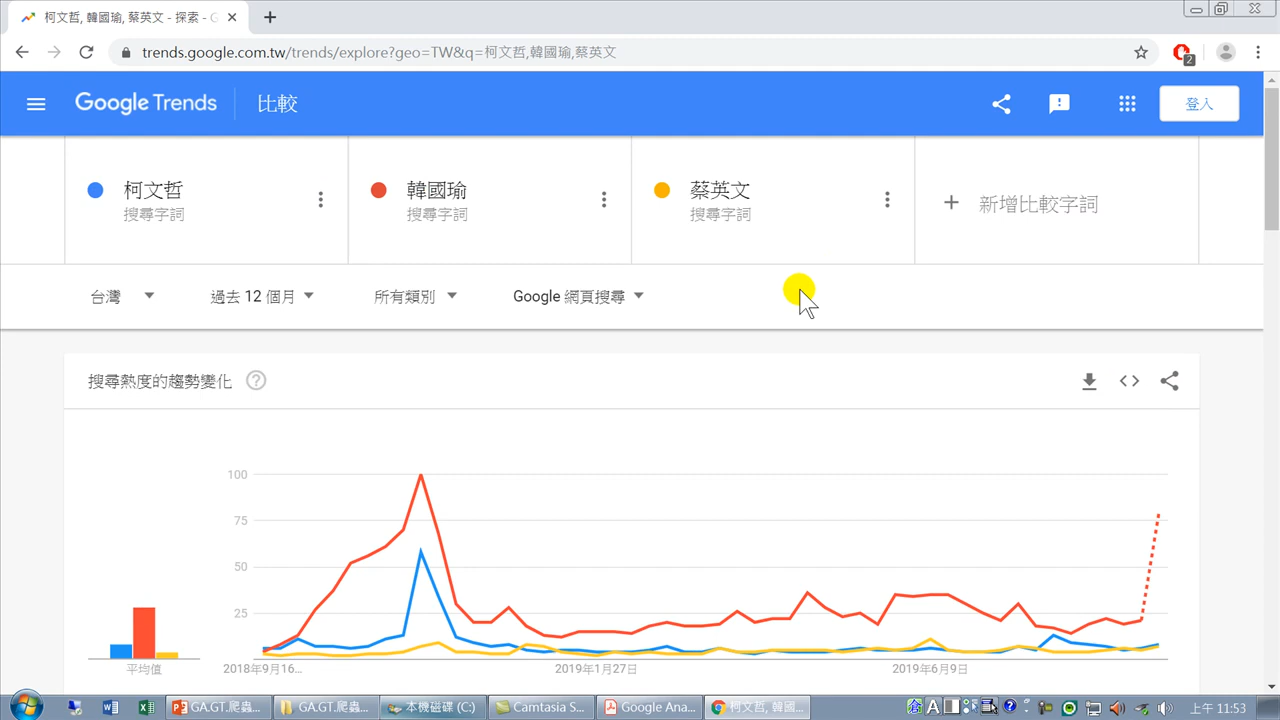 柯文哲, 韓國瑜, 蔡英文 - 探索 - G
trends.google.com.tw/trends/explore?geo=TW&q=柯文哲,韓國瑜,蔡英文
2
Google Trends
比較
登入
柯文哲
搜尋字詞
韓國瑜
搜尋字詞
蔡英文
搜尋字詞
+ 新增比較字詞
台灣
過去 12 個月
所有類別
Google 網頁搜尋
搜尋熱度的趨勢變化
100
75
50
25
平均值
2018年9月16…
2019年1月27日
2019年6月9日
GA.GT.爬蟲...
GA.GT.爬蟲...
本機磁碟 (C:)
Camtasia S...
Google Ana...
柯文哲, 韓國...
上午 11:53